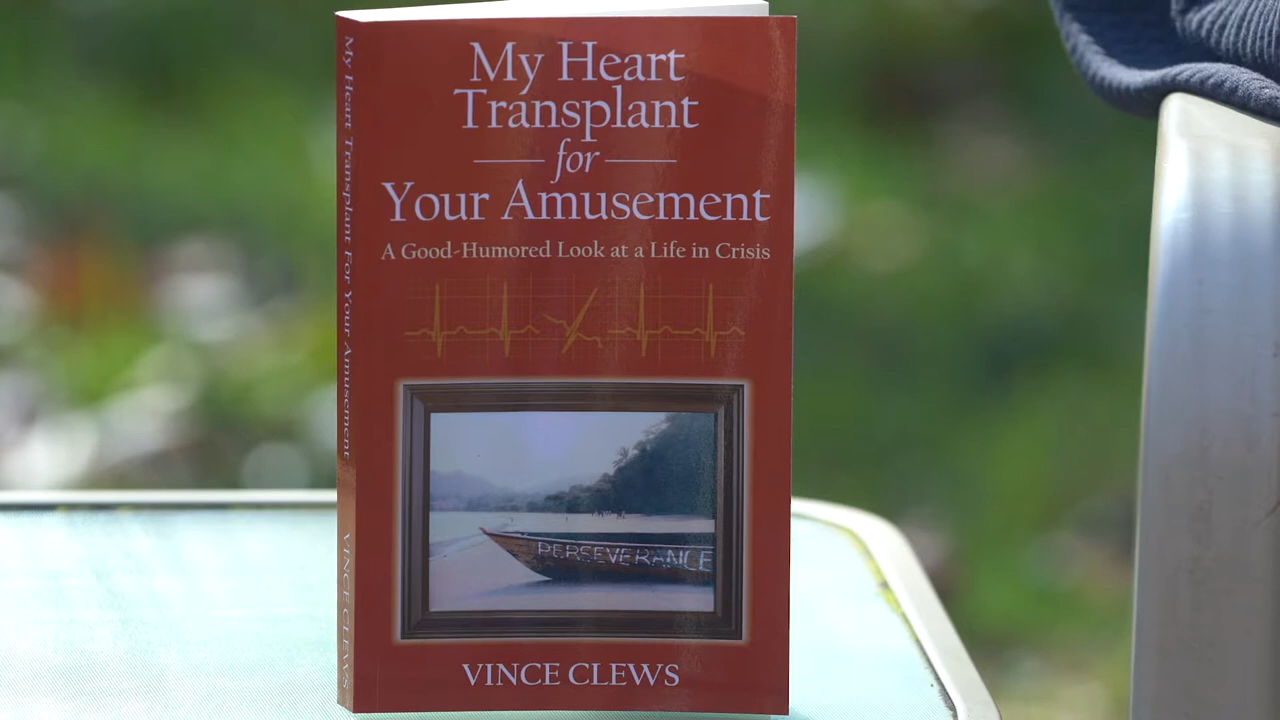 My Heart
Transplant
for
Your Amusement
A Good-Humored Look at a Life in Crisis
PERSEVERANCE
VINCE CLEWS
My Heart Transplant For Your Amusement
VINCE CLEWS